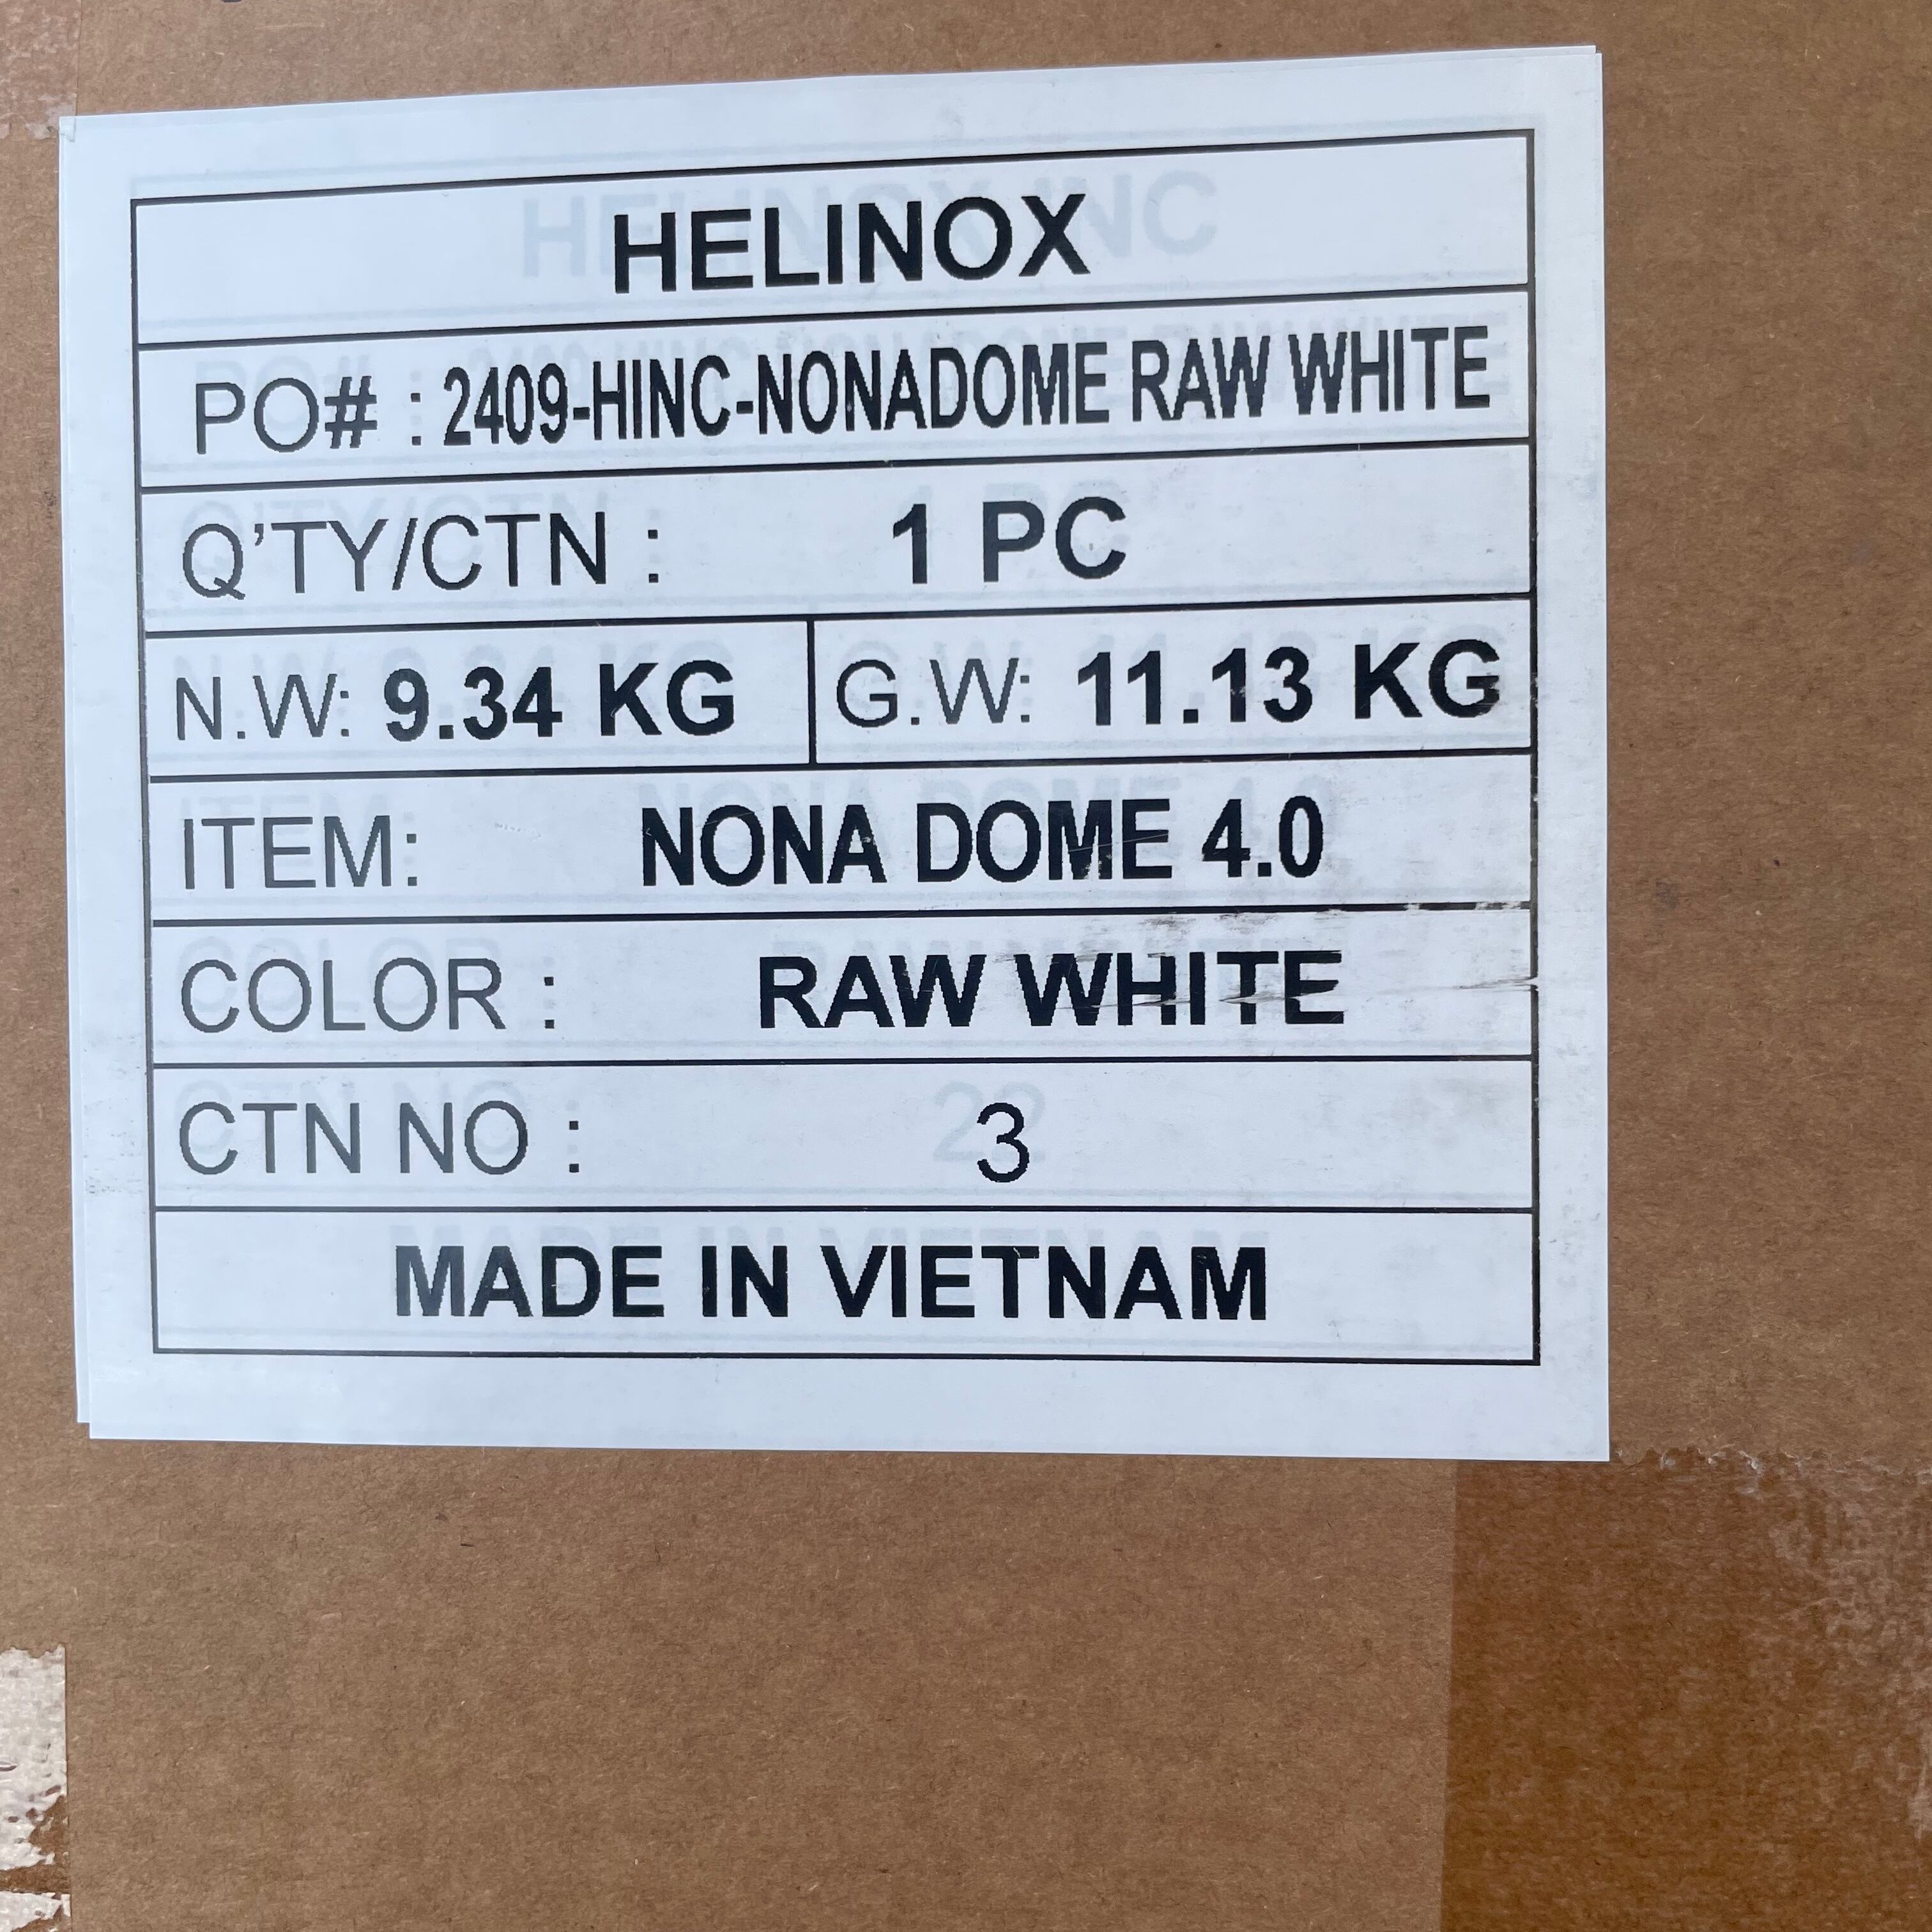 HELINOX
PO# : 2409-HINC-NONADOME RAW WHITE
Q'TY/CTN : 1 PC
N.W: 9.34 KG G.W: 11.13 KG
ITEM: NONA DOME 4.0
COLOR : RAW WHITE
CTN NO : 3
MADE IN VIETNAM